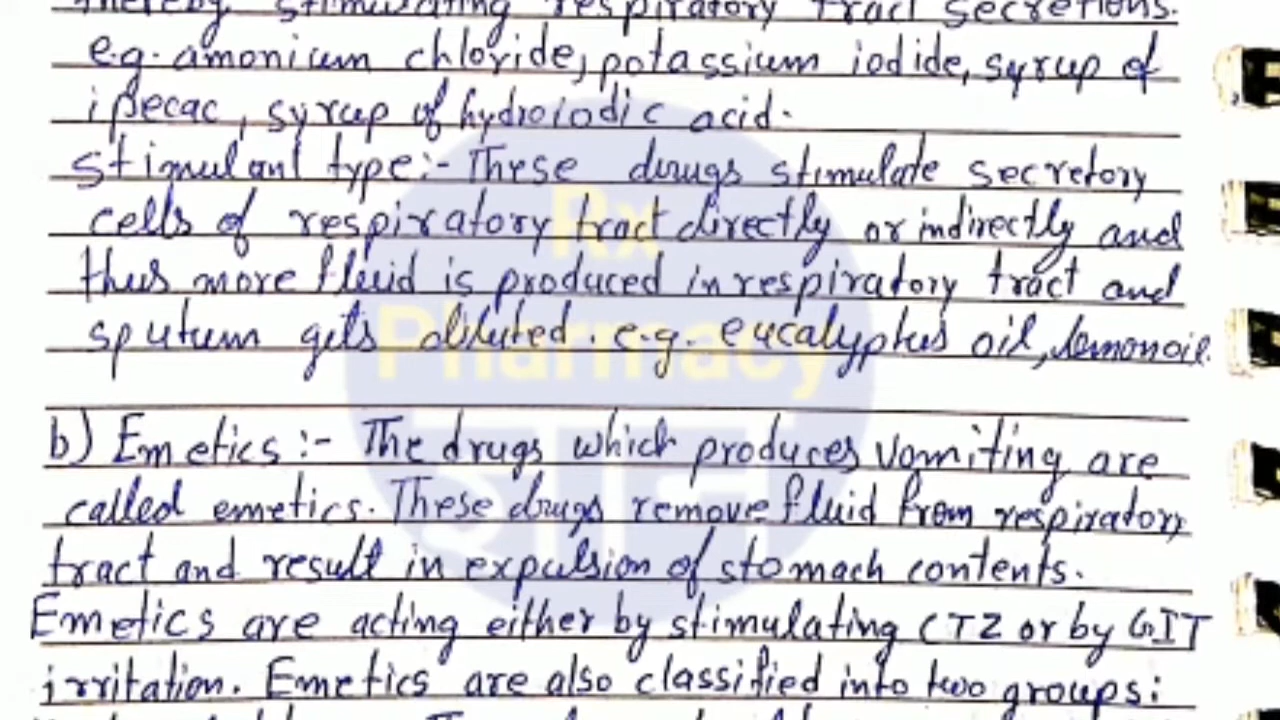 thereby stimulating respiratory tract secretions.
e.g. amonium chloride, potassium iodide, syrup of
ipecac, syrup of hydroiodic acid.
Stimulant type:- These drugs stimulate secretory
cells of respiratory tract directly or indirectly and
thus more fluid is produced in respiratory tract and
sputum gets diluted. e.g. eucalyptus oil, lemon oil.
b) Emetics :- The drugs which produces vomiting are
called emetics. These drugs remove fluid from respiratory
tract and result in expulsion of stomach contents.
Emetics are acting either by stimulating CTZ or by GIT
irritation. Emetics are also classified into two groups:
Rx
Pharmacy
ज्ञान